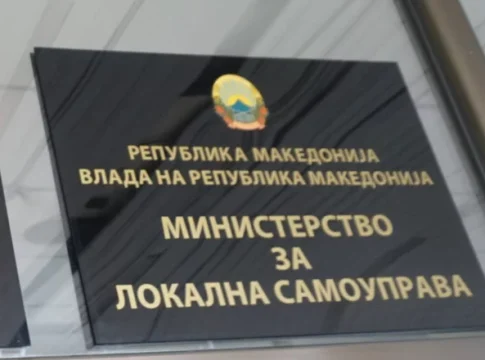 РЕПУБЛИКА МАКЕДОНИЈА
ВЛАДА НА РЕПУБЛИКА МАКЕДОНИЈА
МИНИСТЕРСТВО
ЗА
ЛОКАЛНА САМОУПРАВА